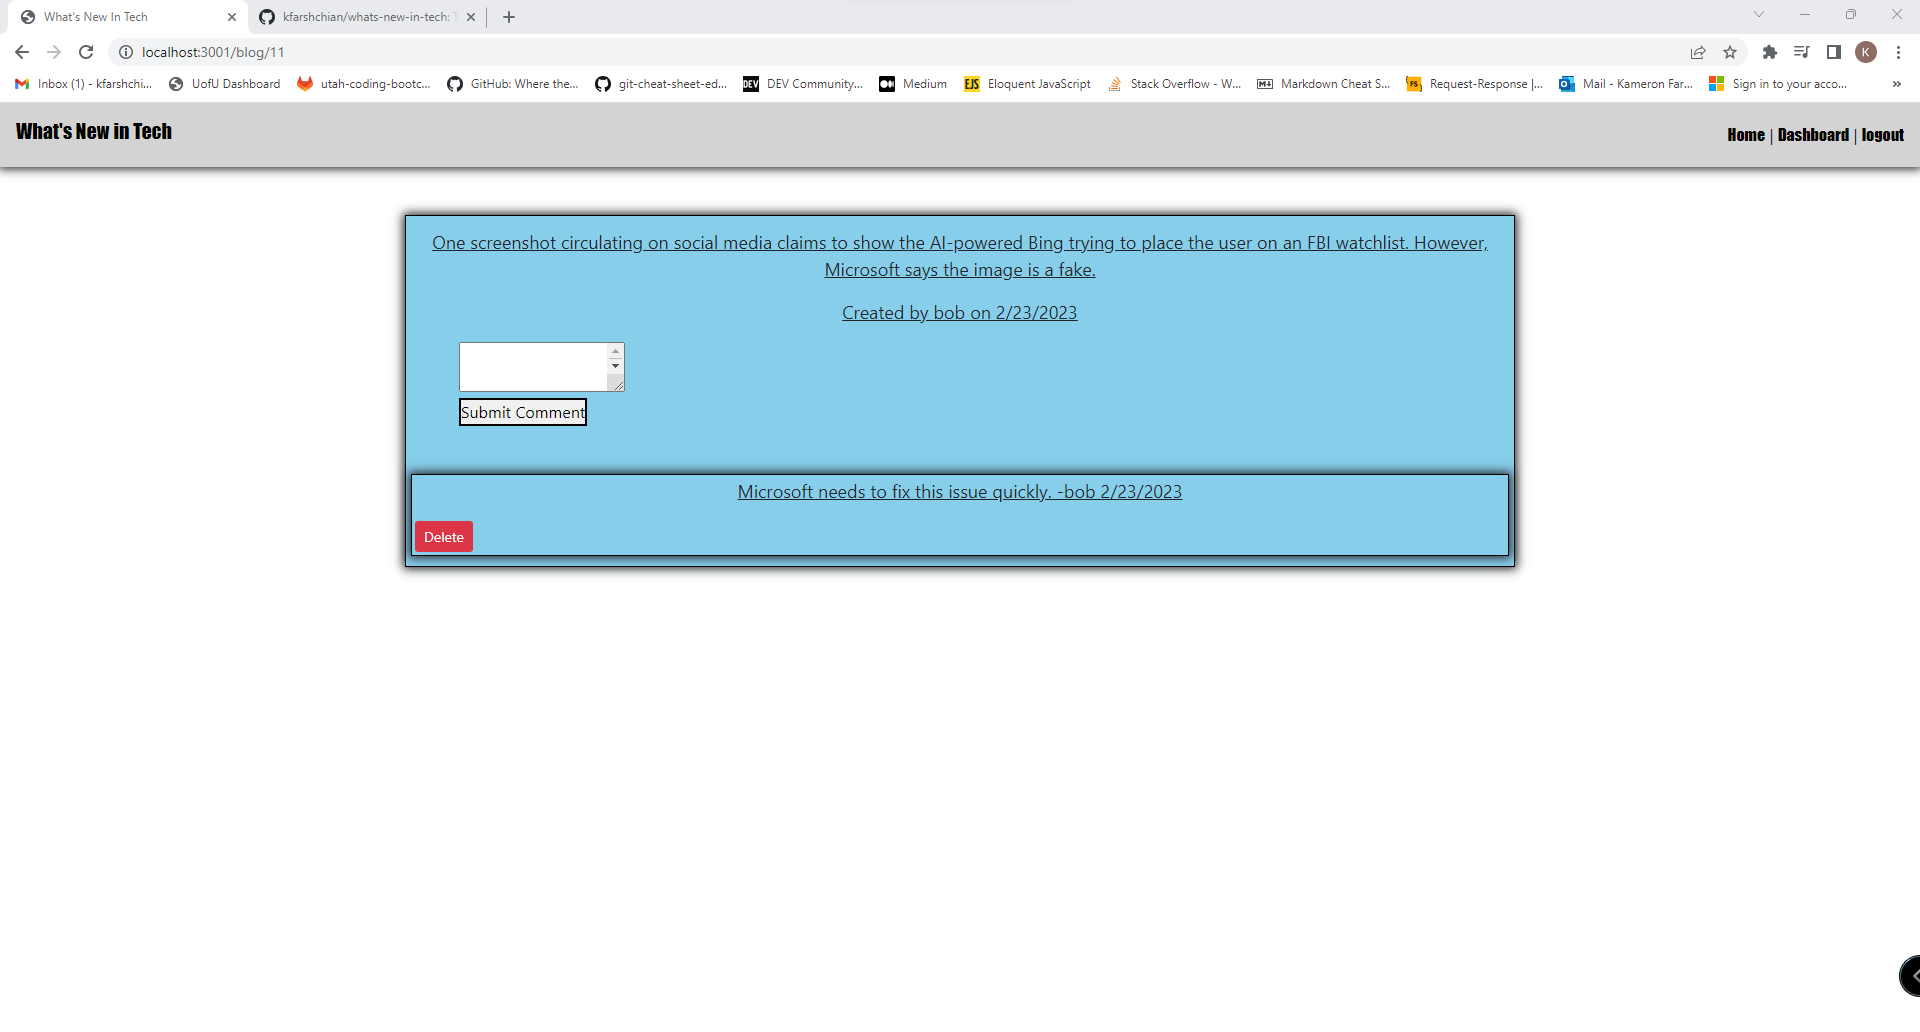 What's New In Tech
kfarshchian/whats-new-in-tech: T
localhost:3001/blog/11
K
Inbox (1) - kfarshchi...
UofU Dashboard
utah-coding-bootc...
GitHub: Where the...
git-cheat-sheet-ed...
DEV DEV Community...
Medium
EJS Eloquent JavaScript
Stack Overflow - W...
Markdown Cheat S...
FS Request-Response |...
Mail - Kameron Far...
Sign in to your acco...
»
What's New in Tech
Home | Dashboard | logout
One screenshot circulating on social media claims to show the AI-powered Bing trying to place the user on an FBI watchlist. However,
Microsoft says the image is a fake.
Created by bob on 2/23/2023
Submit Comment
Microsoft needs to fix this issue quickly. -bob 2/23/2023
Delete